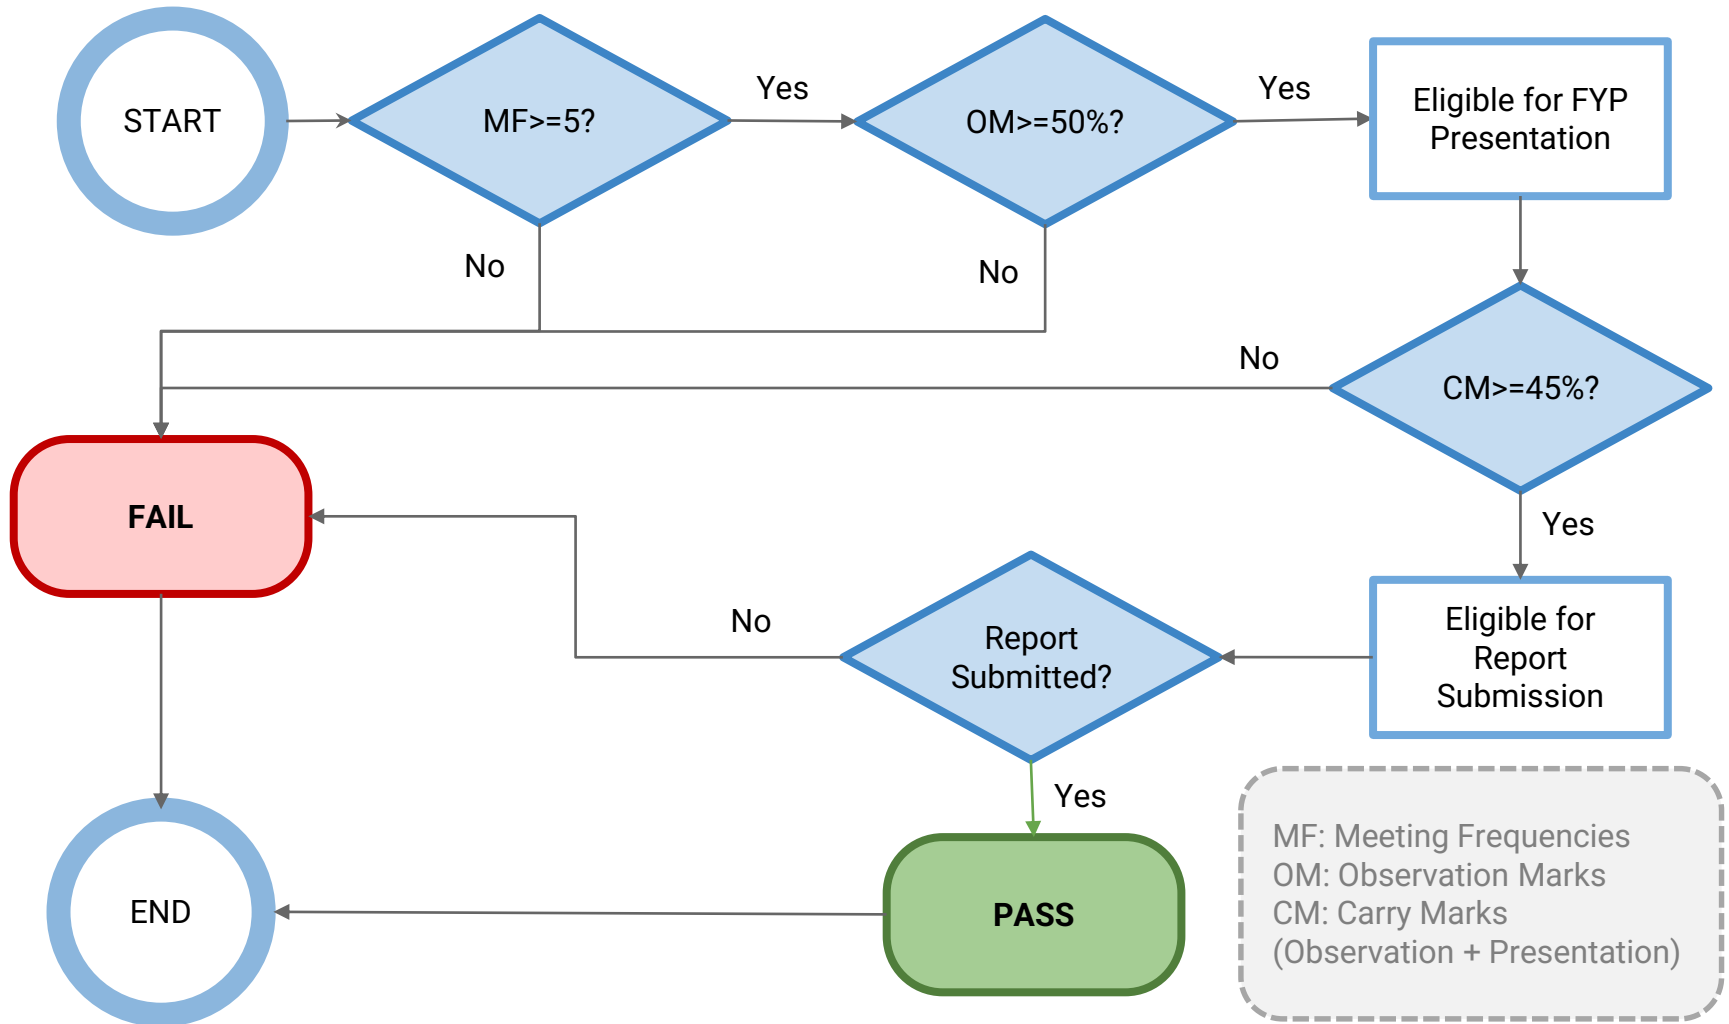 START
MF>=5?
Yes
OM>=50%?
Yes
Eligible for FYP
Presentation
No
No
No
CM>=45%?
Yes
FAIL
No
Report
Submitted?
Eligible for
Report
Submission
Yes
END
PASS
MF: Meeting Frequencies
OM: Observation Marks
CM: Carry Marks
(Observation + Presentation)